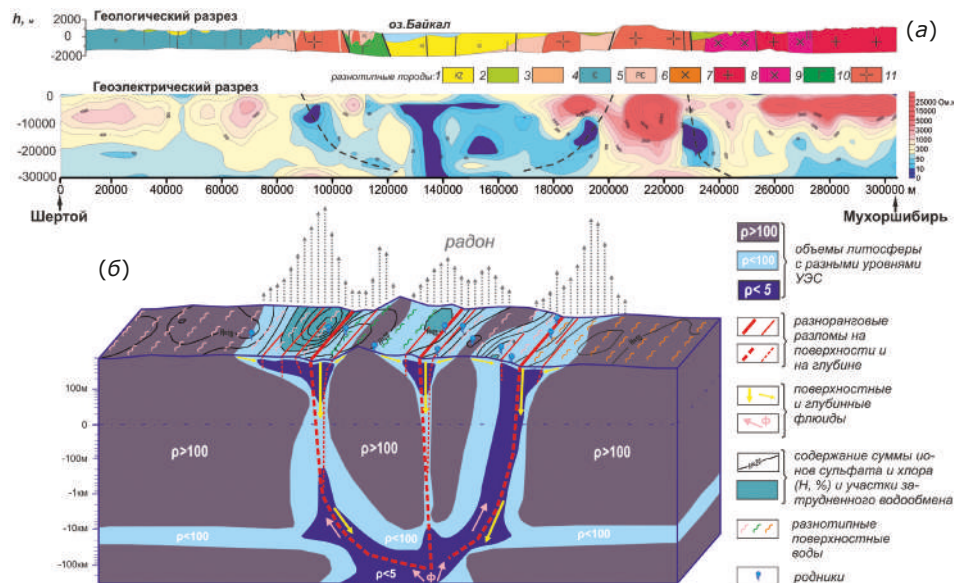 h, м
Геологический разрез
оз.Байкал
(а)
2000
0
-2000
разнотипные породы: 1 KZ 2 3 4 Є 5 PЄ 6 7 8 9 10 11
Геоэлектрический разрез
0
-10000
-20000
-30000
25000 Ом.м
15000
5000
1000
300
50
10
0
0 20000 40000 60000 80000 100000 120000 140000 160000 180000 200000 220000 240000 260000 280000 300000
м
Шертой
Мухоршибирь
(б)
радон
100м
0
-100м
-1км
-10км
-100км
ρ>100
ρ>100
ρ>100
ρ<100
ρ<100
ρ<100
ρ<5
Ф
ρ>100
ρ<100
ρ< 5
объемы литосферы
с разными уровнями
УЭС
разноранговые
разломы на
поверхности и
на глубине
поверхностные
и глубинные
флюиды
Ф
содержание суммы ио-
нов сульфата и хлора
(Н, %) и участки за-
трудненного водообмена
разнотипные
поверхностные
воды
родники